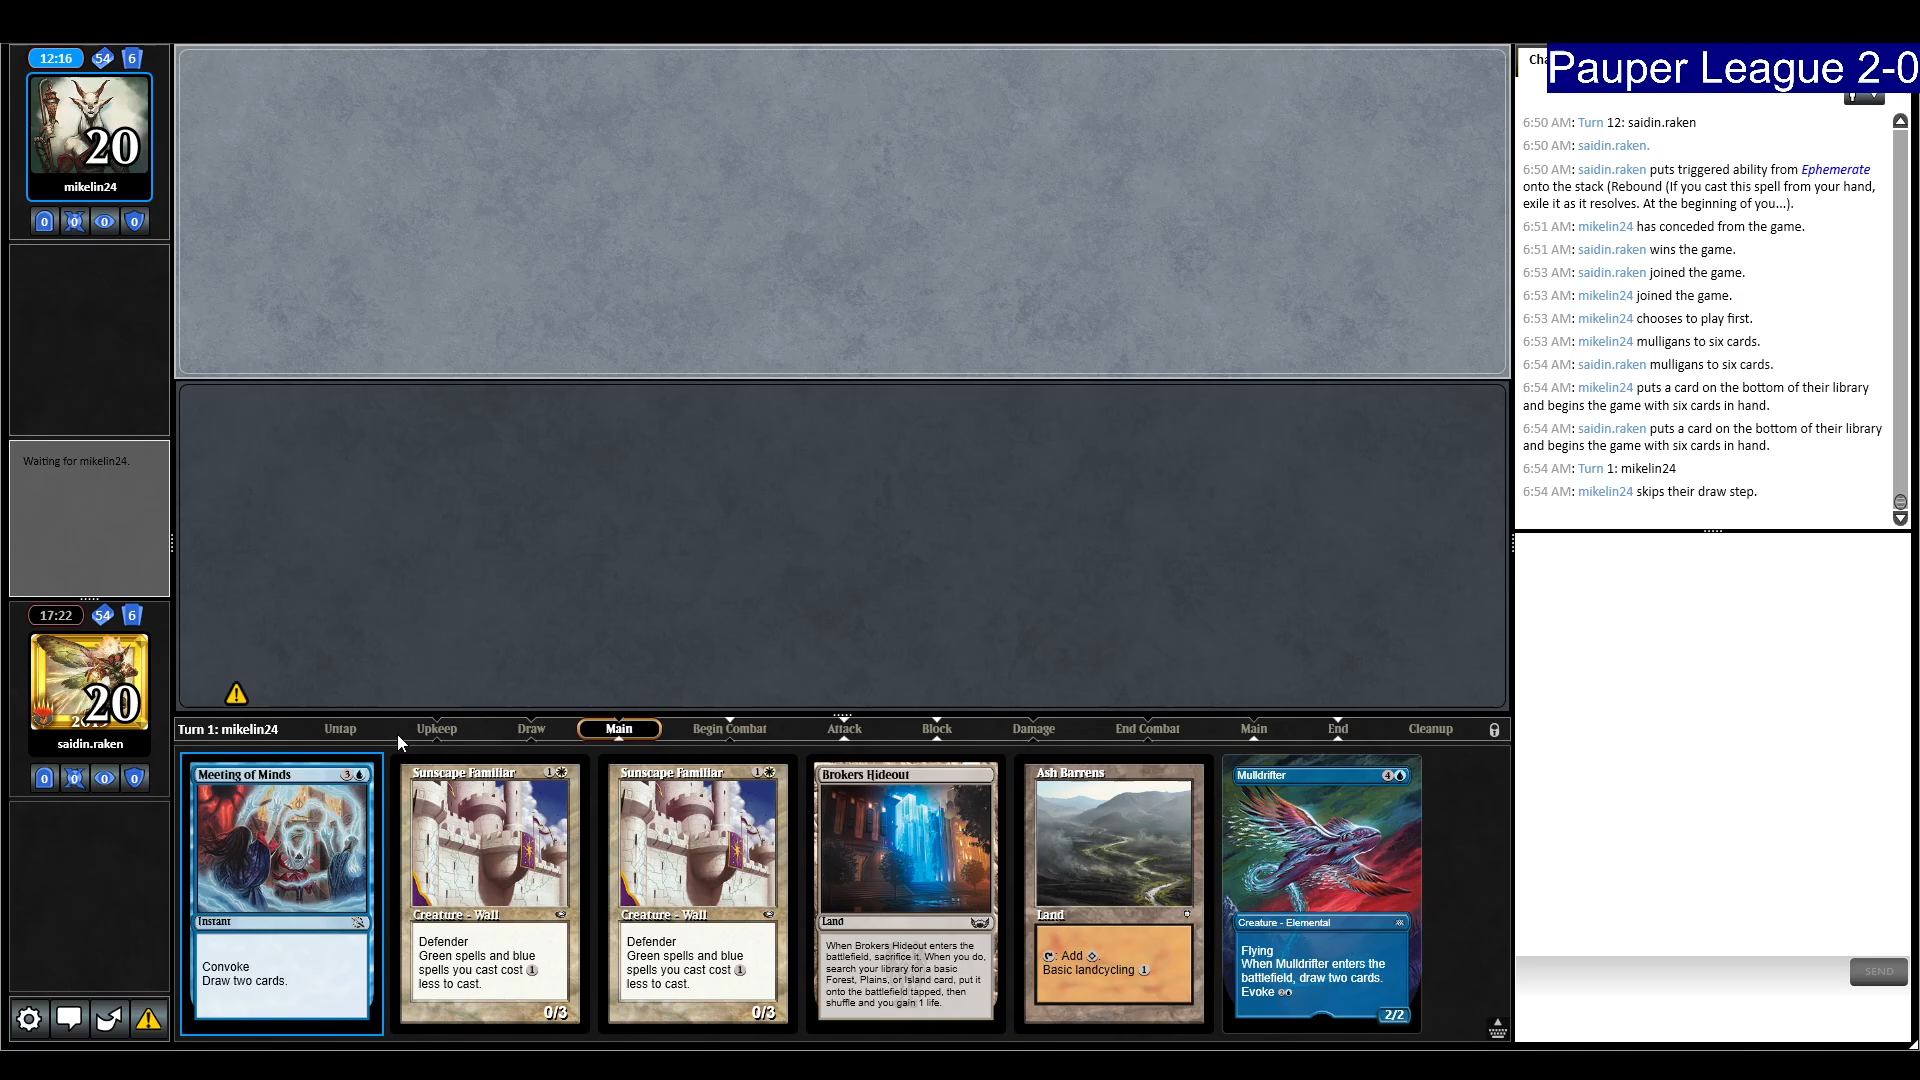 12:16 54 6
20
mikelin24
0 0 0 0
Waiting for mikelin24.
17:22 54 6
20
saidin.raken
0 0 0 0
Pauper League 2-0
6:50 AM: Turn 12: saidin.raken
6:50 AM: saidin.raken.
6:50 AM: saidin.raken puts triggered ability from Ephemerate
onto the stack (Rebound (If you cast this spell from your hand,
exile it as it resolves. At the beginning of you...).
6:51 AM: mikelin24 has conceded from the game.
6:51 AM: saidin.raken wins the game.
6:53 AM: saidin.raken joined the game.
6:53 AM: mikelin24 joined the game.
6:53 AM: mikelin24 chooses to play first.
6:53 AM: mikelin24 mulligans to six cards.
6:54 AM: saidin.raken mulligans to six cards.
6:54 AM: mikelin24 puts a card on the bottom of their library
and begins the game with six cards in hand.
6:54 AM: saidin.raken puts a card on the bottom of their library
and begins the game with six cards in hand.
6:54 AM: Turn 1: mikelin24
6:54 AM: mikelin24 skips their draw step.
SEND
Turn 1: mikelin24 Untap Upkeep Draw Main Begin Combat Attack Block Damage End Combat Main End Cleanup
Meeting of Minds 3
Instant
Convoke
Draw two cards.
Sunscape Familiar 1
Creature - Wall
Defender
Green spells and blue
spells you cast cost 1
less to cast.
0/3
Sunscape Familiar 1
Creature - Wall
Defender
Green spells and blue
spells you cast cost 1
less to cast.
0/3
Brokers Hideout
Land
When Brokers Hideout enters the
battlefield, sacrifice it. When you do,
search your library for a basic
Forest, Plains, or Island card, put it
onto the battlefield tapped, then
shuffle and you gain 1 life.
Ash Barrens
Land
: Add .
Basic landcycling 1
Mulldrifter 4
Creature - Elemental
Flying
When Mulldrifter enters the
battlefield, draw two cards.
Evoke 2
2/2